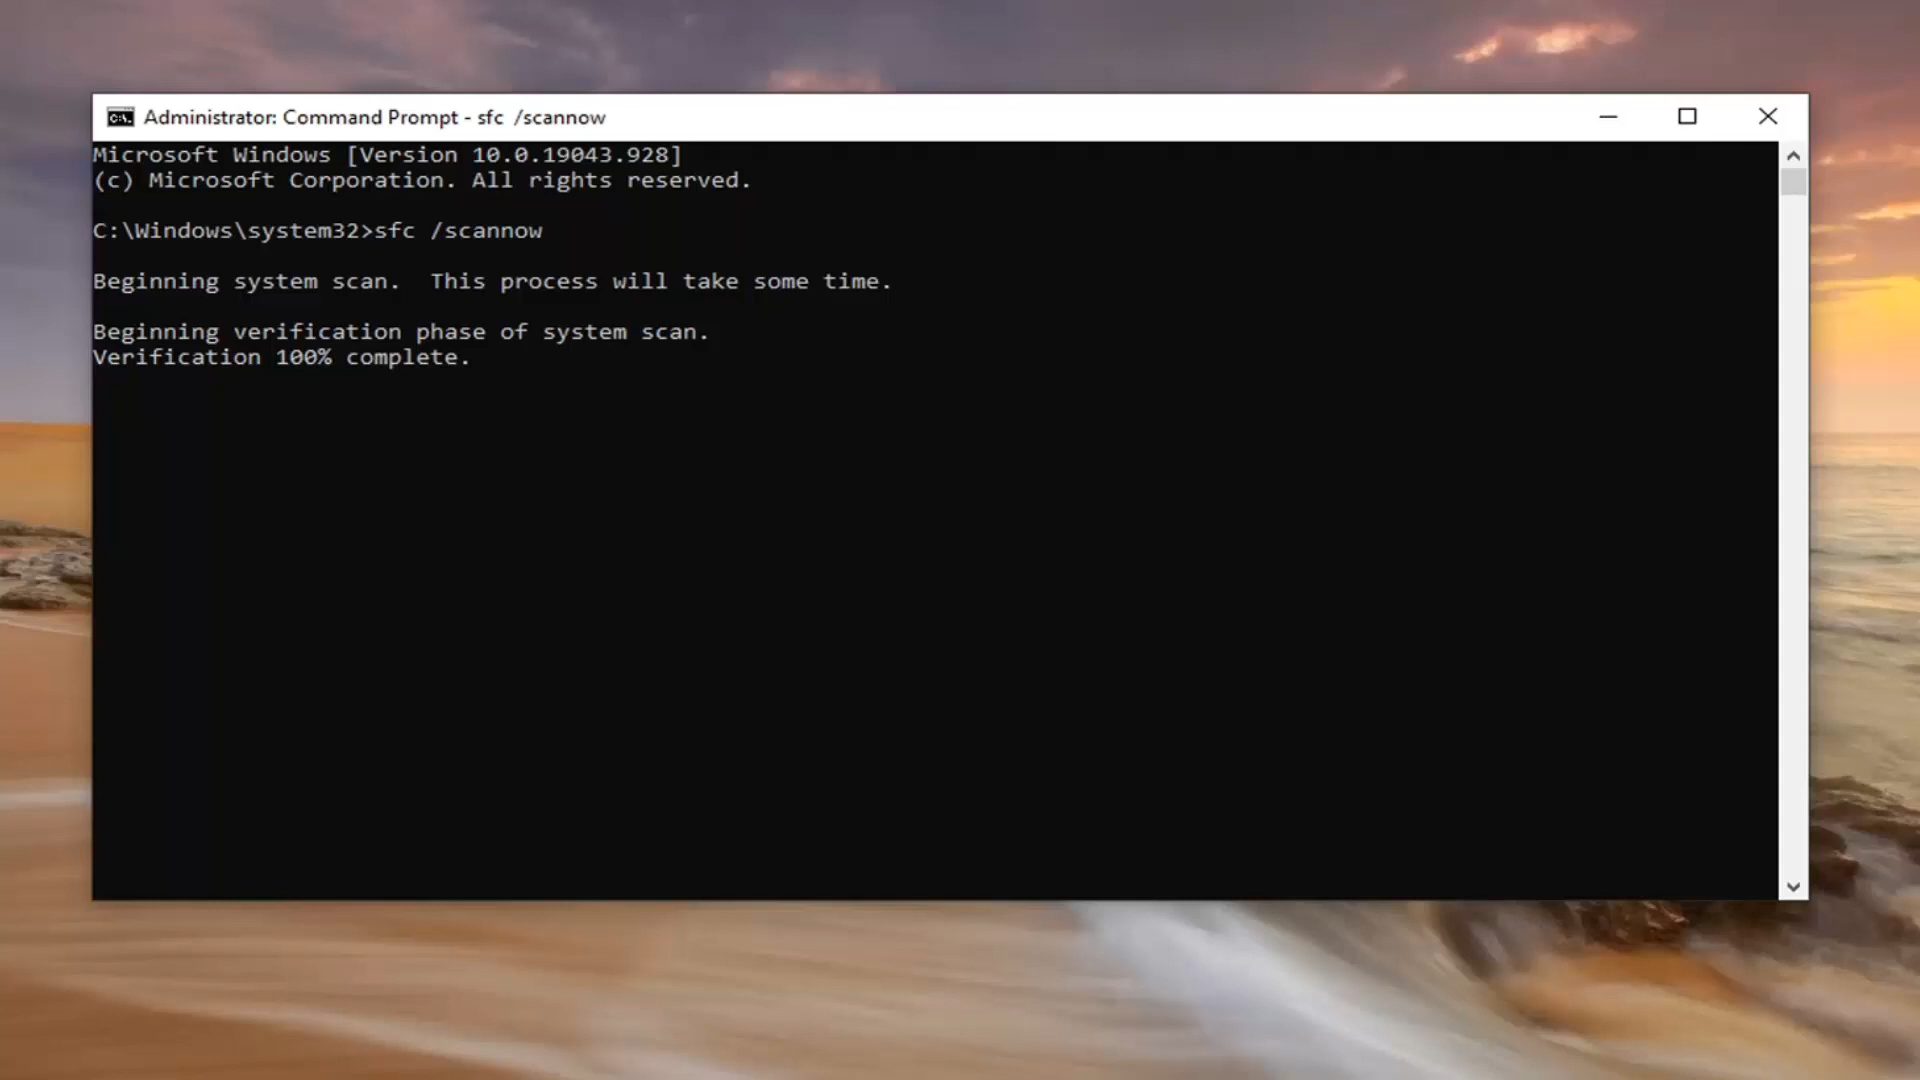 Administrator: Command Prompt - sfc  /scannow
Microsoft Windows [Version 10.0.19043.928]
(c) Microsoft Corporation. All rights reserved.
C:\Windows\system32>sfc /scannow
Beginning system scan.  This process will take some time.
Beginning verification phase of system scan.
Verification 100% complete.